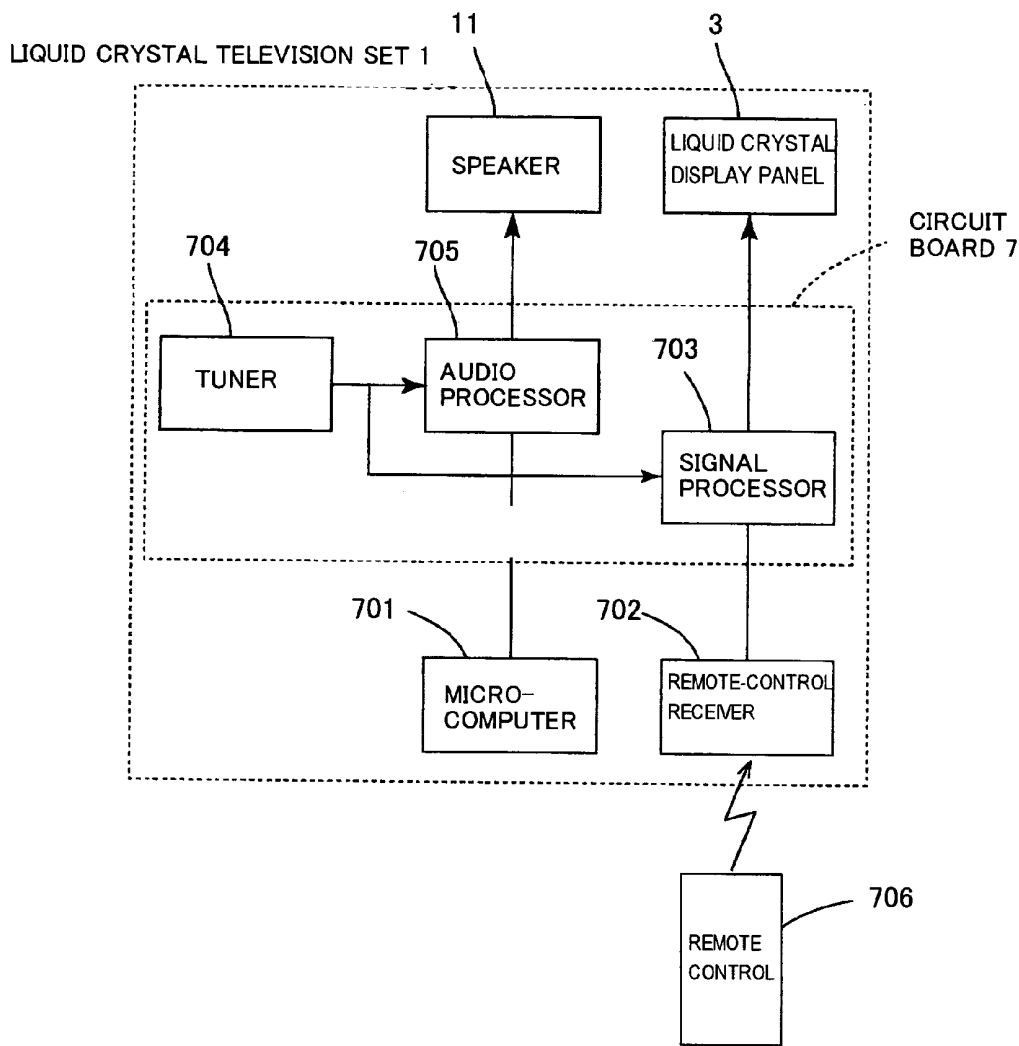 11
3
LIQUID CRYSTAL TELEVISION SET 1
SPEAKER
LIQUID CRYSTAL
DISPLAY PANEL
CIRCUIT
BOARD 7
704
705
703
TUNER
AUDIO
PROCESSOR
SIGNAL
PROCESSOR
701
702
MICRO-
COMPUTER
REMOTE-CONTROL
RECEIVER
706
REMOTE
CONTROL